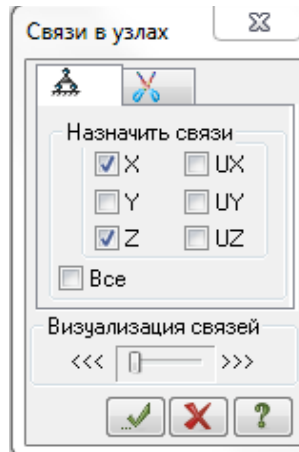 Связи в узлах
Назначить связи
X UX
Y UY
Z UZ
Все
Визуализация связей
<<< >>>
?